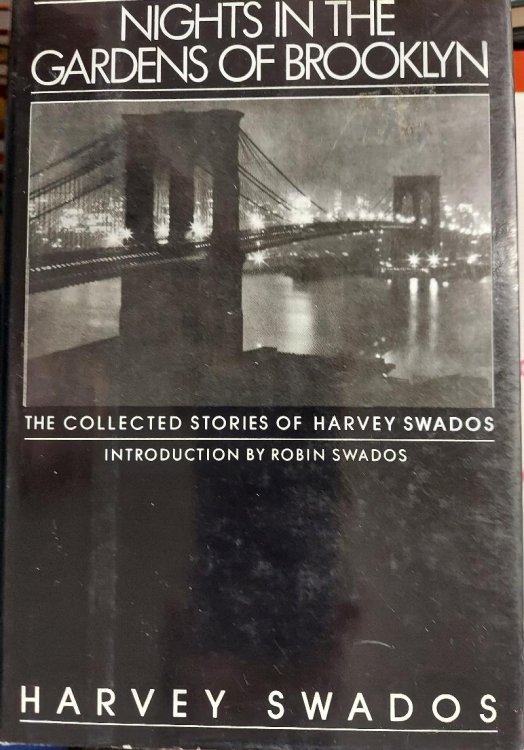 NIGHTS IN THE
GARDENS OF BROOKLYN
THE COLLECTED STORIES OF HARVEY SWADOS
INTRODUCTION BY ROBIN SWADOS
HARVEY SWADOS